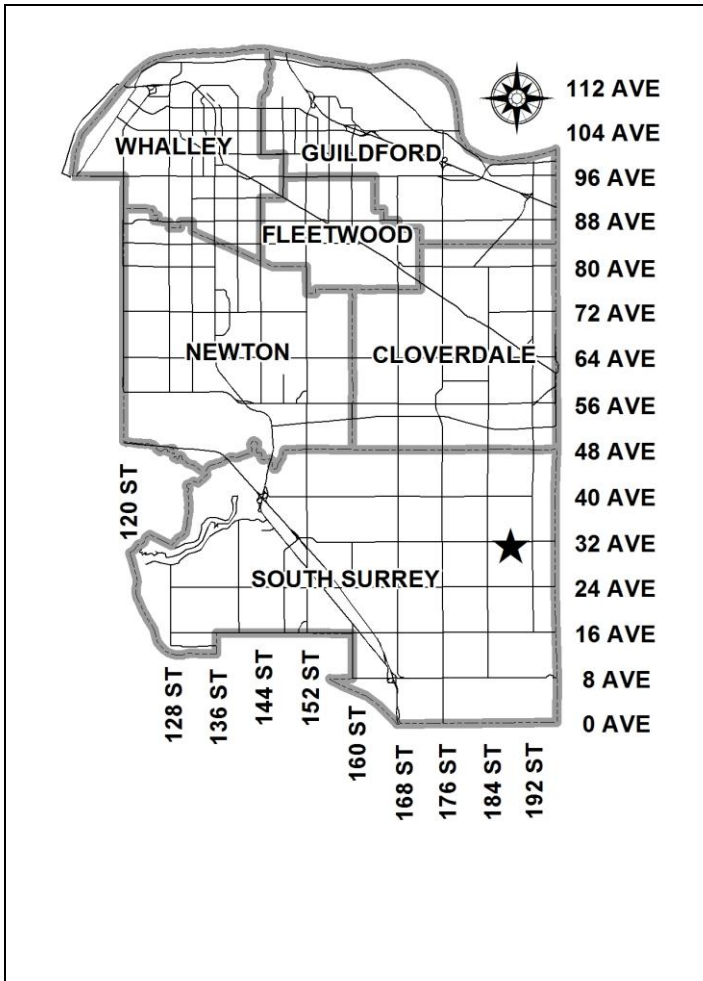 112 AVE
104 AVE
WHALLEY
GUILDFORD
96 AVE
88 AVE
FLEETWOOD
80 AVE
72 AVE
NEWTON
CLOVERDALE
64 AVE
56 AVE
48 AVE
120 ST
40 AVE
32 AVE
SOUTH SURREY
24 AVE
16 AVE
8 AVE
0 AVE
128 ST
136 ST
144 ST
152 ST
160 ST
168 ST
176 ST
184 ST
192 ST